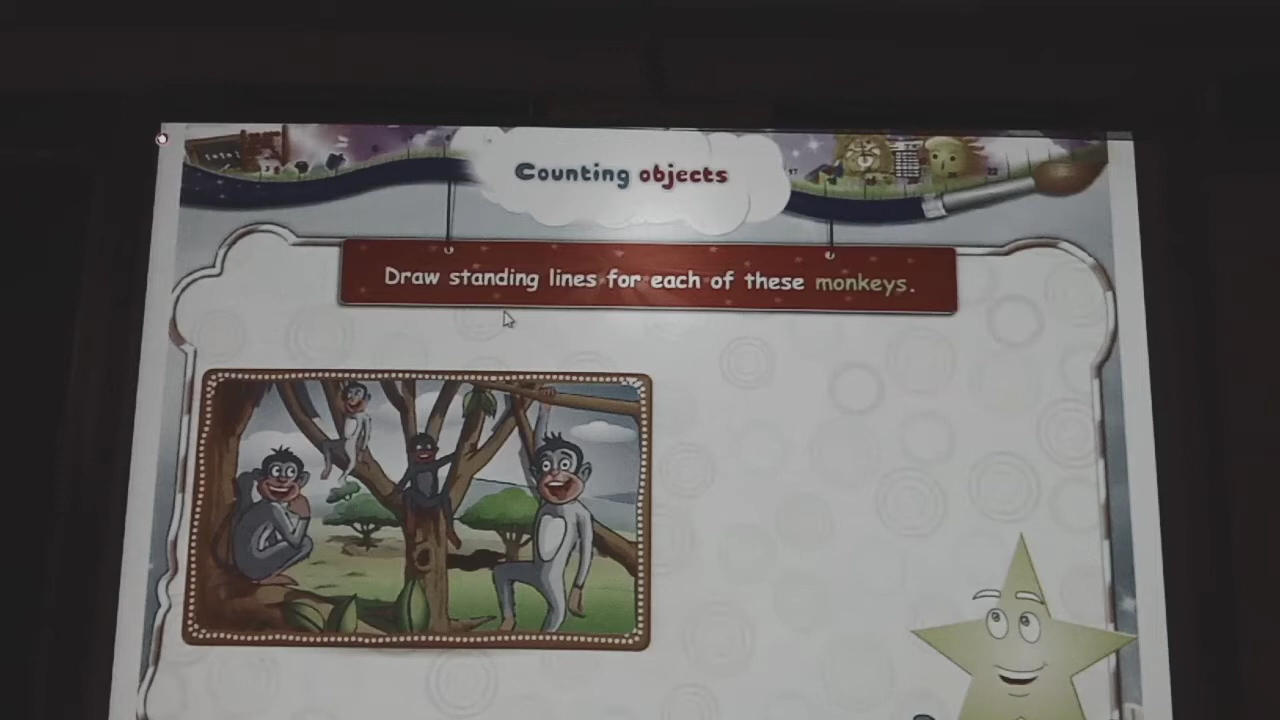 Counting objects
Draw standing lines for each of these monkeys.